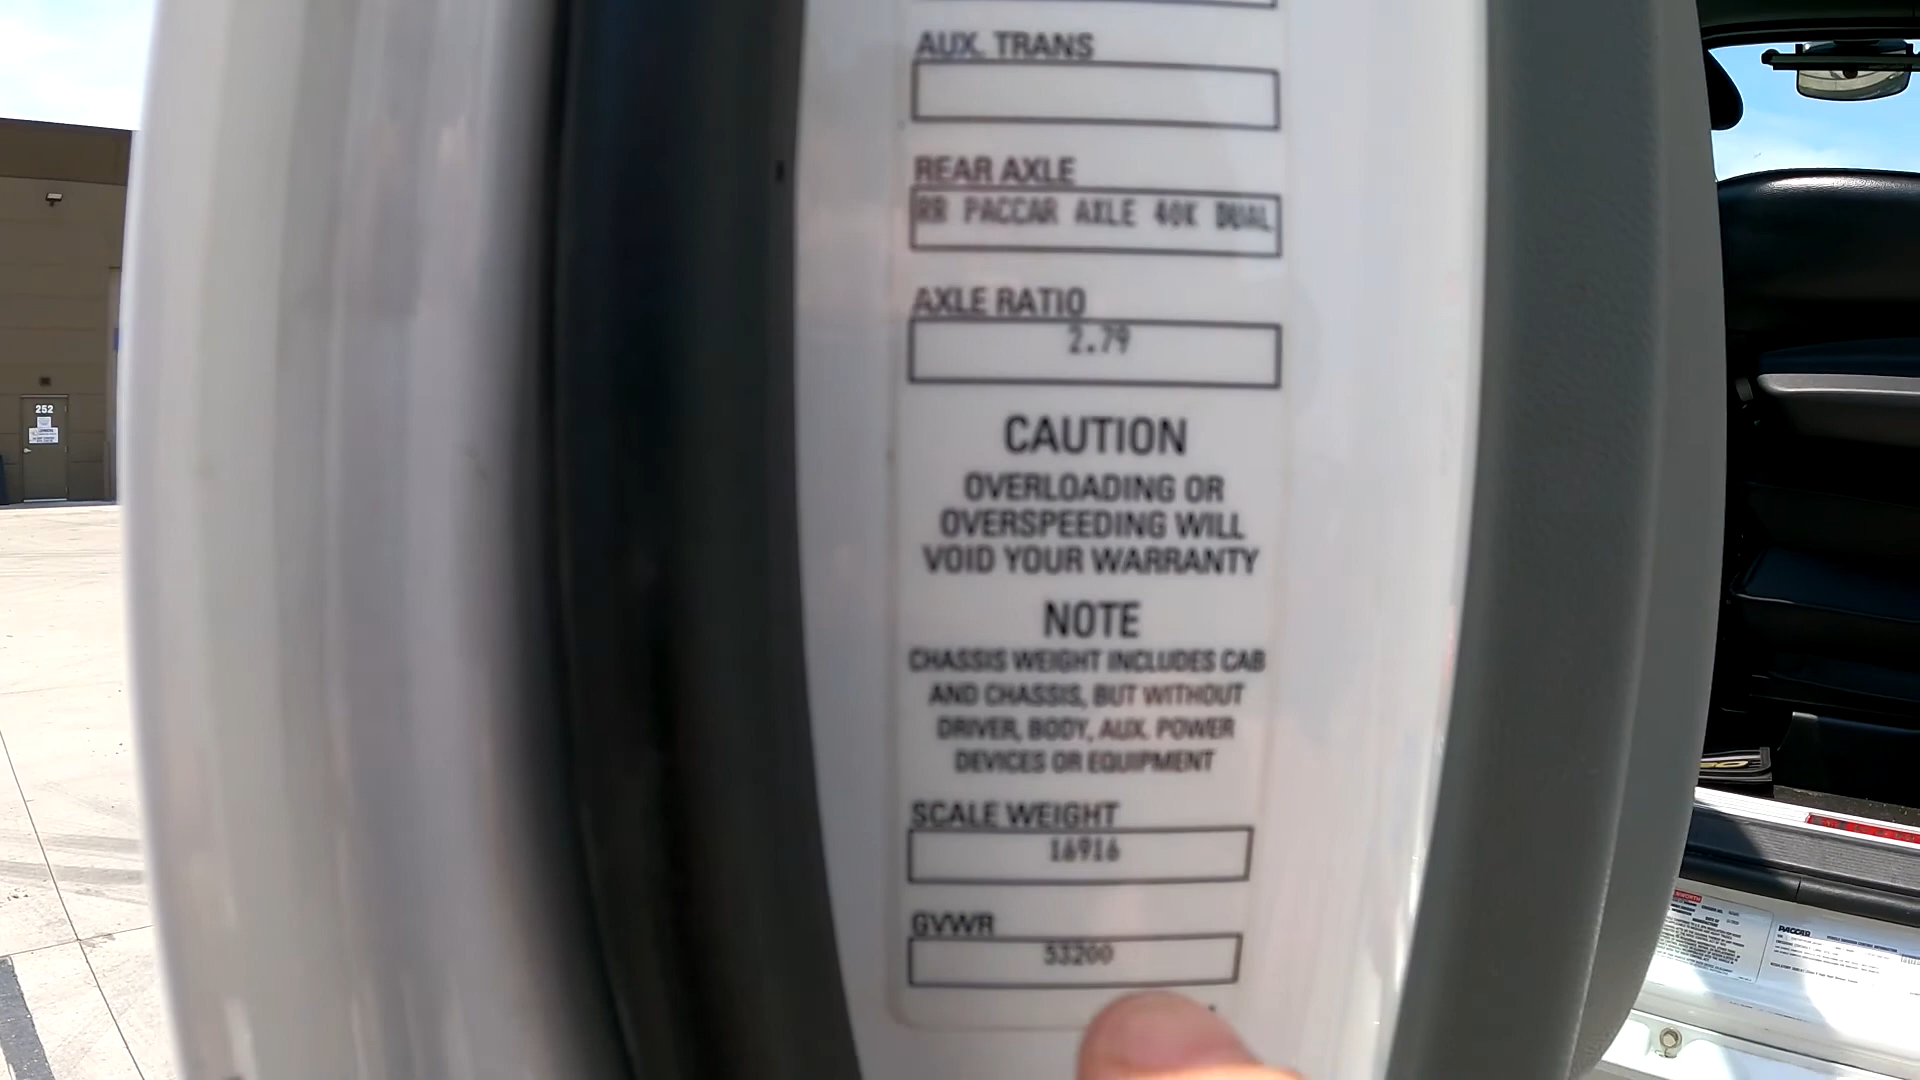 AUX. TRANS
REAR AXLE
RR PACCAR AXLE 40K DUAL
AXLE RATIO
2.79
CAUTION
OVERLOADING OR
OVERSPEEDING WILL
VOID YOUR WARRANTY
NOTE
CHASSIS WEIGHT INCLUDES CAB
AND CHASSIS, BUT WITHOUT
DRIVER, BODY, AUX. POWER
DEVICES OR EQUIPMENT
SCALE WEIGHT
16916
GVWR
53200
252
PACCAR